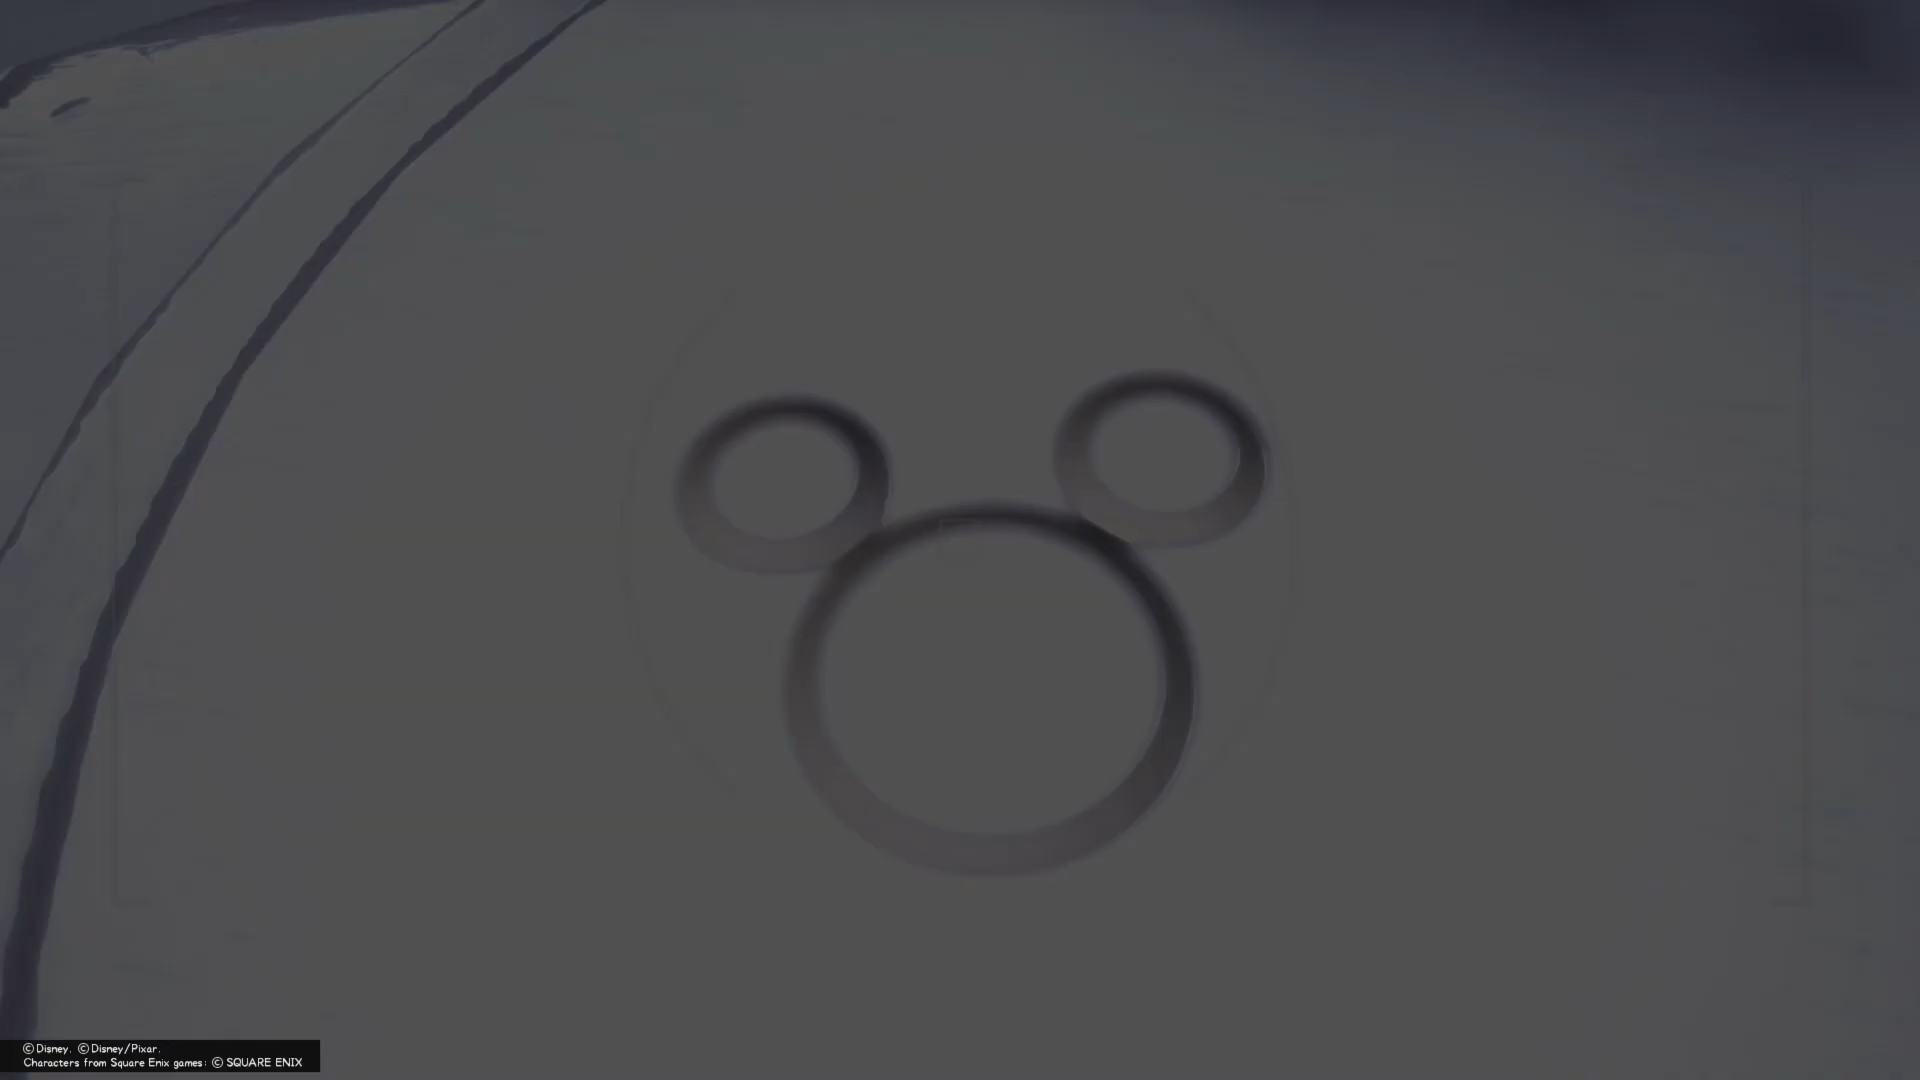 ©Disney. ©Disney/Pixar.
Characters from Square Enix games: © SQUARE ENIX